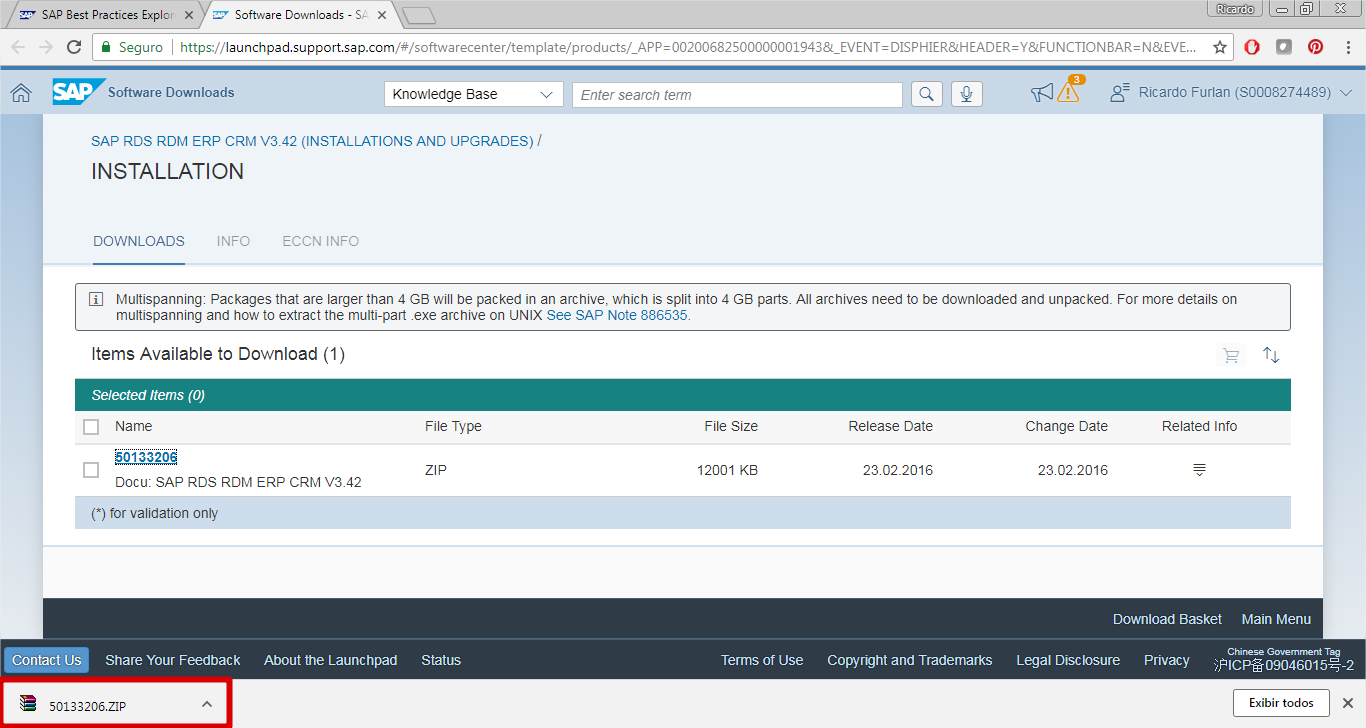 SAP Best Practices Explor
Software Downloads - SA
Ricardo
Seguro
https://launchpad.support.sap.com/#/softwarecenter/template/products/_APP=00200682500000001943&_EVENT=DISPHIER&HEADER=Y&FUNCTIONBAR=N&EVE...
SAP
Software Downloads
Knowledge Base
Enter search term
3
Ricardo Furlan (S0008274489)
SAP RDS RDM ERP CRM V3.42 (INSTALLATIONS AND UPGRADES) /
INSTALLATION
DOWNLOADS INFO ECCN INFO
Multispanning: Packages that are larger than 4 GB will be packed in an archive, which is split into 4 GB parts. All archives need to be downloaded and unpacked. For more details on
multispanning and how to extract the multi-part .exe archive on UNIX See SAP Note 886535.
Items Available to Download (1)
Selected Items (0)
Name File Type File Size Release Date Change Date Related Info
50133206
ZIP 12001 KB 23.02.2016 23.02.2016
Docu: SAP RDS RDM ERP CRM V3.42
(*) for validation only
Download Basket Main Menu
Contact Us Share Your Feedback About the Launchpad Status Terms of Use Copyright and Trademarks Legal Disclosure Privacy
Chinese Government Tag
沪ICP备09046015号-2
50133206.ZIP
Exibir todos